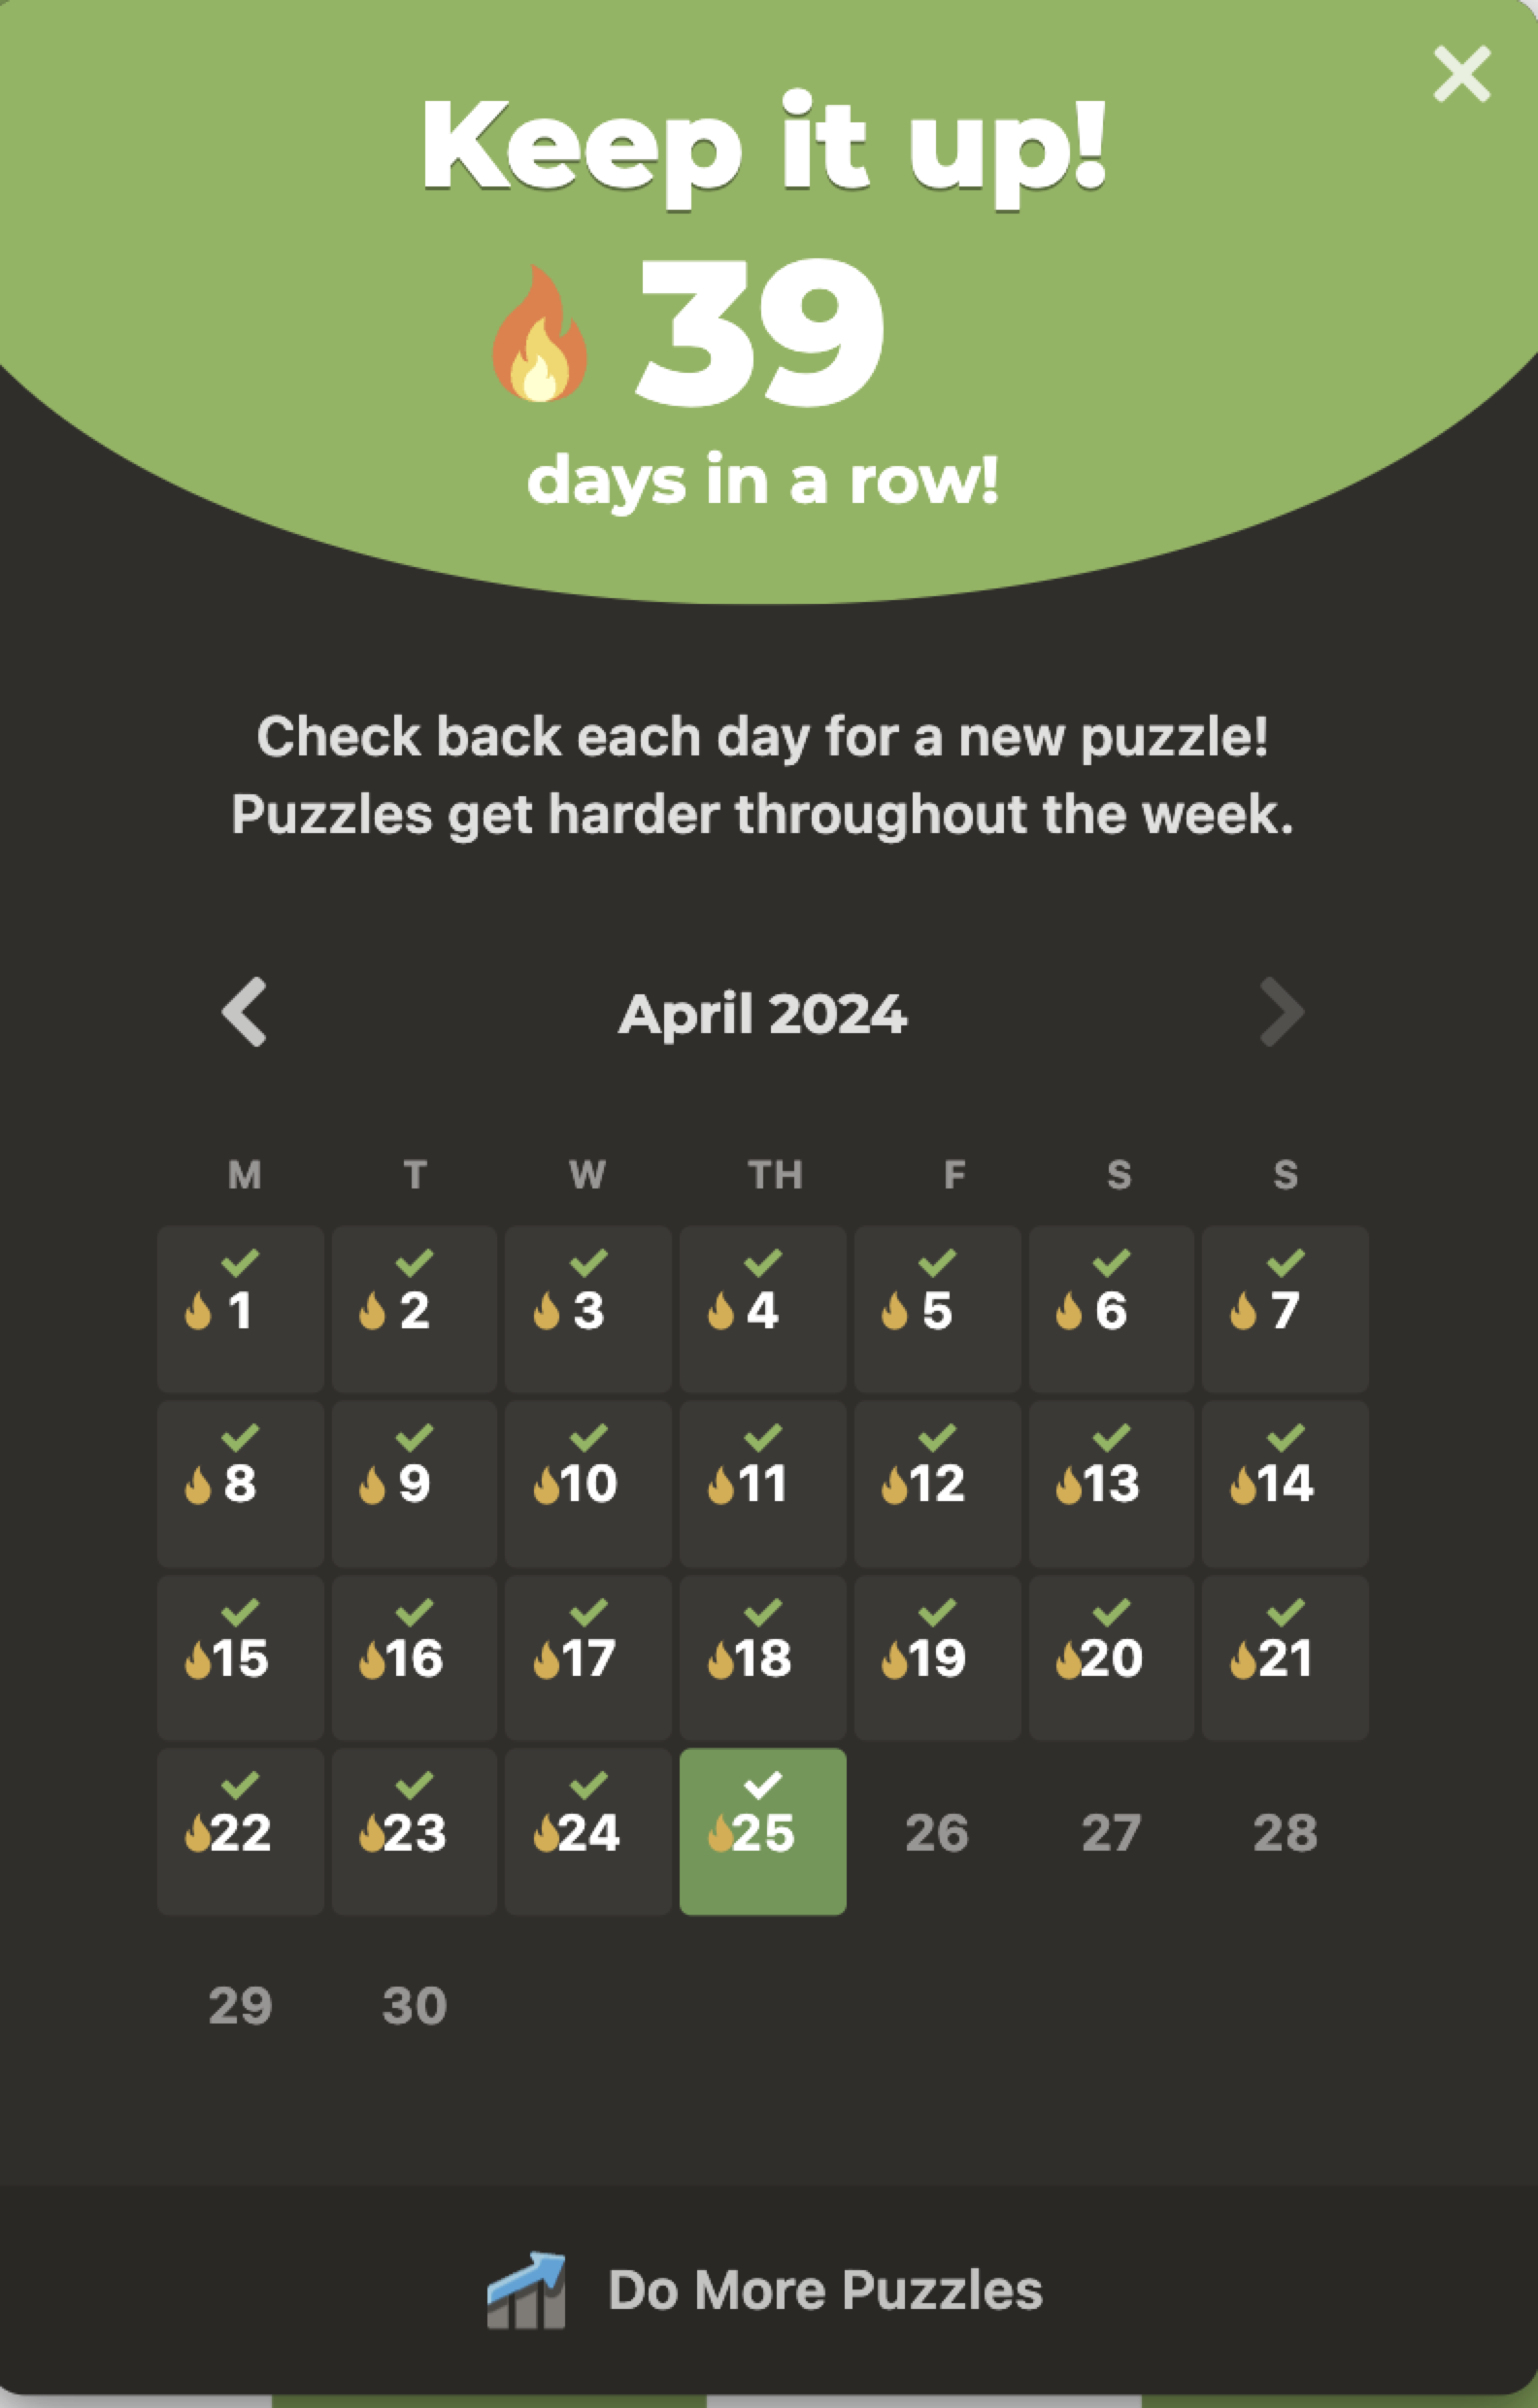 Keep it up!
39
days in a row!
Check back each day for a new puzzle!
Puzzles get harder throughout the week.
April 2024
M T W TH F S S
1 2 3 4 5 6 7
8 9 10 11 12 13 14
15 16 17 18 19 20 21
22 23 24 25 26 27 28
29 30
Do More Puzzles